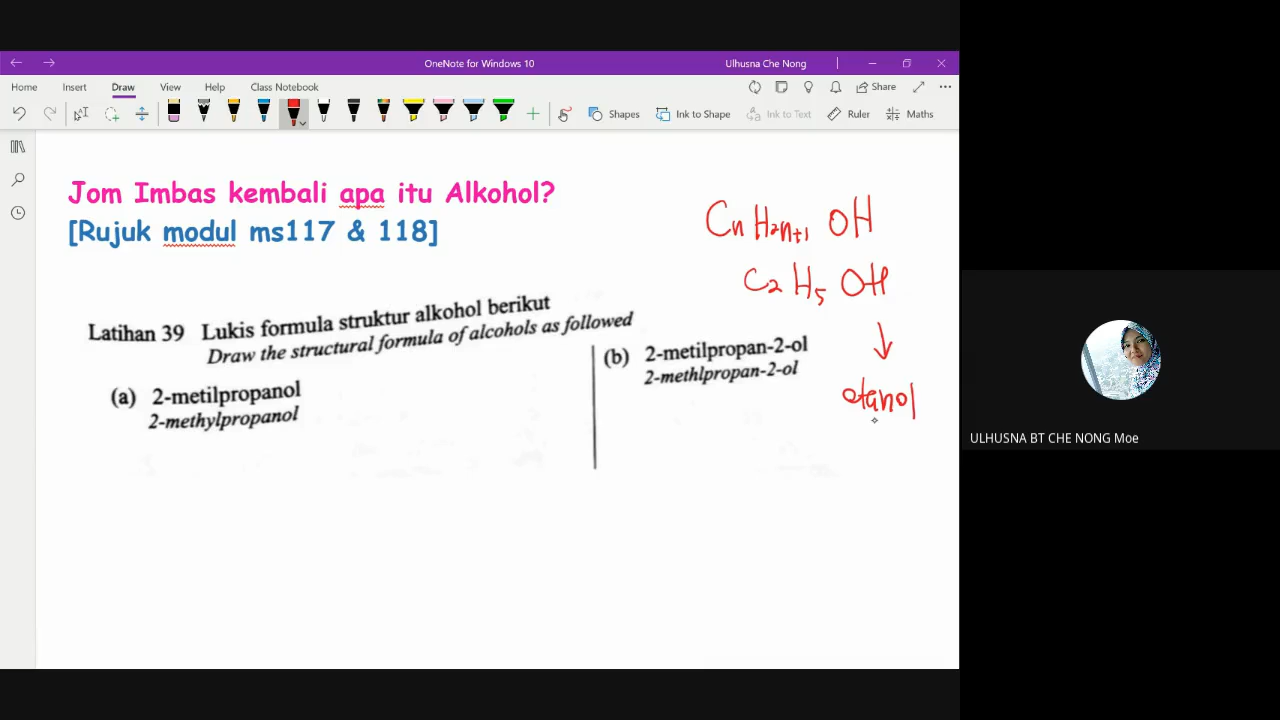 OneNote for Windows 10
Ulhusna Che Nong
Home Insert Draw View Help Class Notebook
Share
Shapes Ink to Shape Ink to Text Ruler Maths
Jom Imbas kembali apa itu Alkohol?
[Rujuk modul ms117 & 118]
CnH2n+1 OH
C2H5OH
↓
etanol
Latihan 39 Lukis formula struktur alkohol berikut
Draw the structural formula of alcohols as followed
(a) 2-metilpropanol
2-methylpropanol
(b) 2-metilpropan-2-ol
2-methlpropan-2-ol
ULHUSNA BT CHE NONG Moe